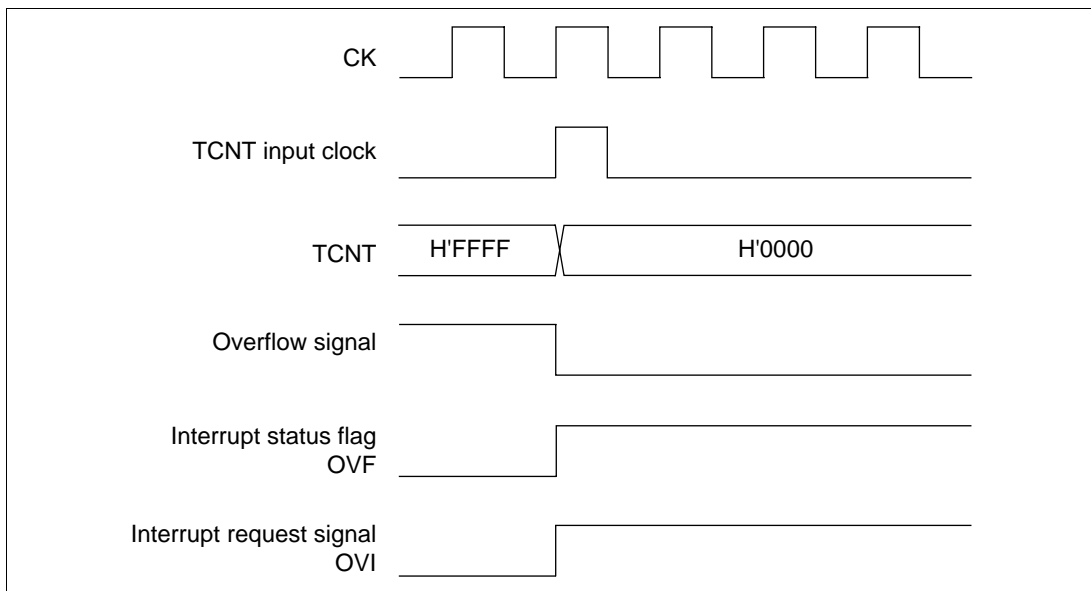 CK
TCNT input clock
TCNT
H'FFFF
H'0000
Overflow signal
Interrupt status flag
OVF
Interrupt request signal
OVI